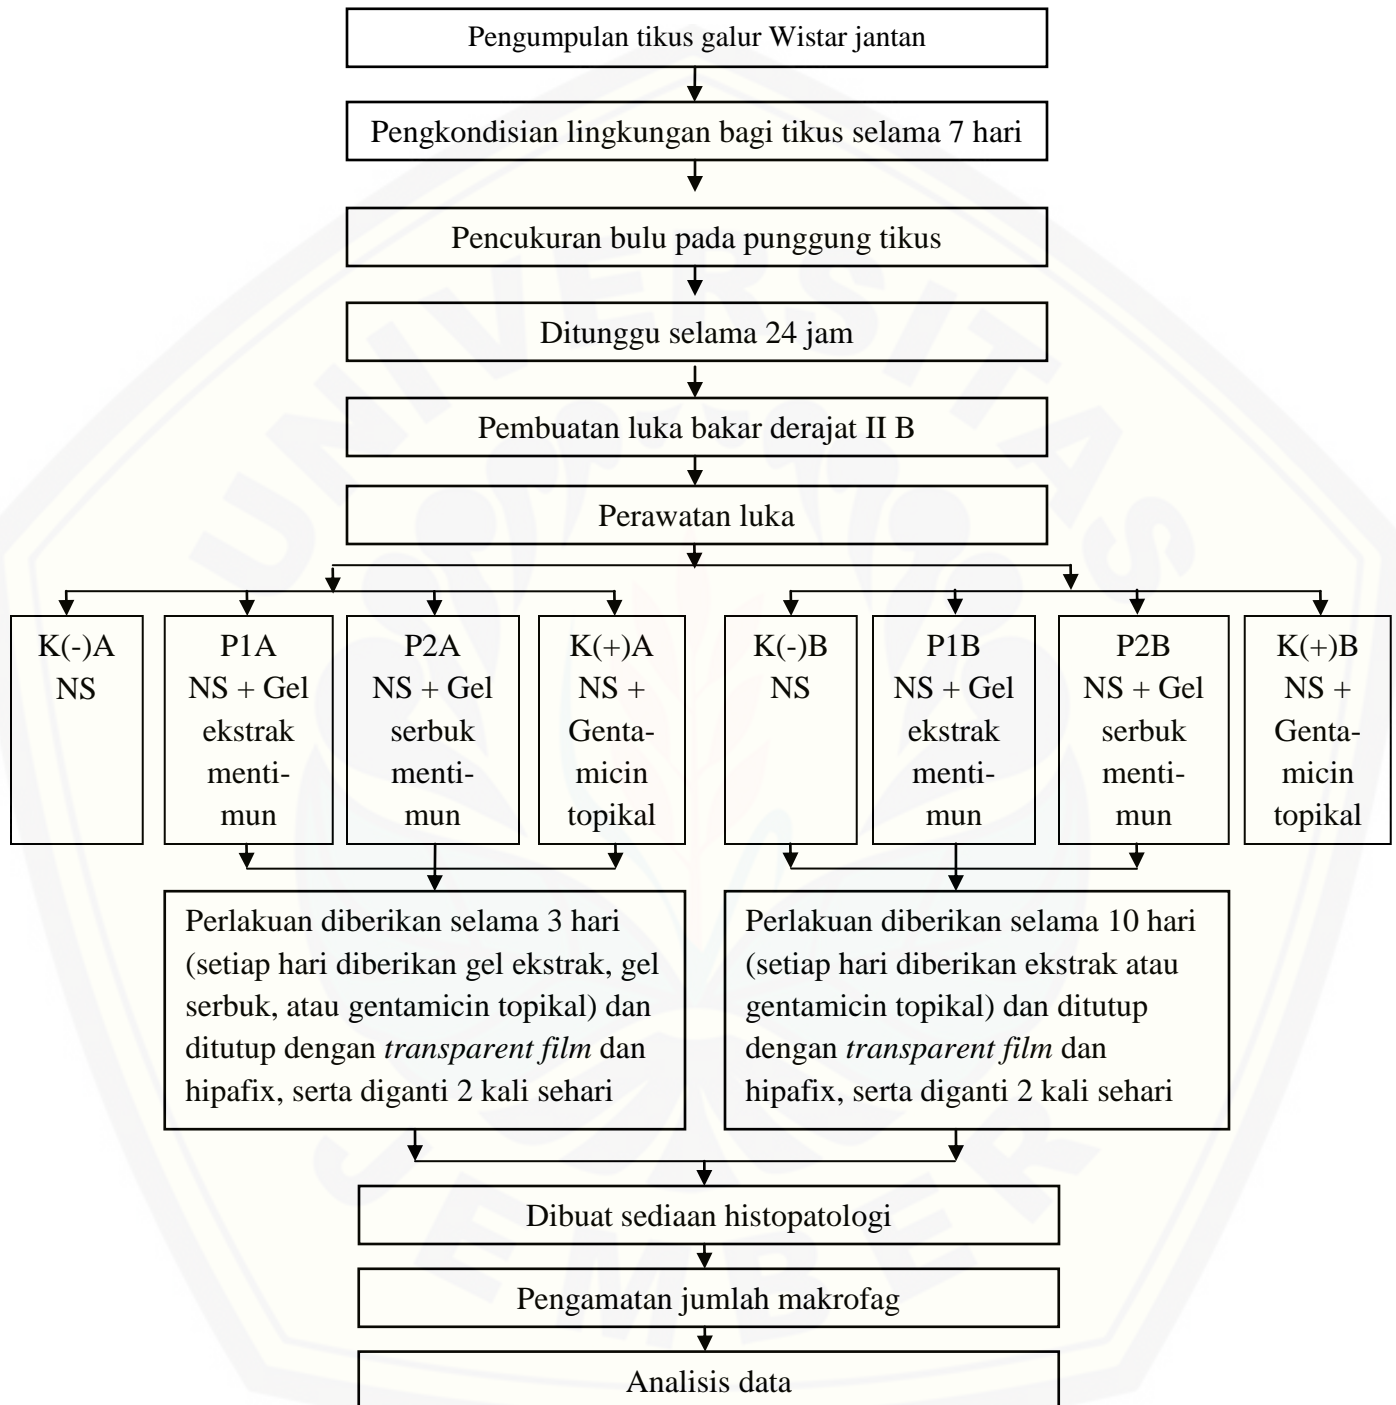 Pengumpulan tikus galur Wistar jantan
Pengkondisian lingkungan bagi tikus selama 7 hari
Pencukuran bulu pada punggung tikus
Ditunggu selama 24 jam
Pembuatan luka bakar derajat II B
Perawatan luka
K(-)A
NS
P1A
NS + Gel
ekstrak
menti-
mun
P2A
NS + Gel
serbuk
menti-
mun
K(+)A
NS +
Genta-
micin
topikal
K(-)B
NS
P1B
NS + Gel
ekstrak
menti-
mun
P2B
NS + Gel
serbuk
menti-
mun
K(+)B
NS +
Genta-
micin
topikal
Perlakuan diberikan selama 3 hari
(setiap hari diberikan gel ekstrak, gel
serbuk, atau gentamicin topikal) dan
ditutup dengan transparent film dan
hipafix, serta diganti 2 kali sehari
Perlakuan diberikan selama 10 hari
(setiap hari diberikan ekstrak atau
gentamicin topikal) dan ditutup
dengan transparent film dan
hipafix, serta diganti 2 kali sehari
Dibuat sediaan histopatologi
Pengamatan jumlah makrofag
Analisis data
UNIVERSITAS
JEMBER